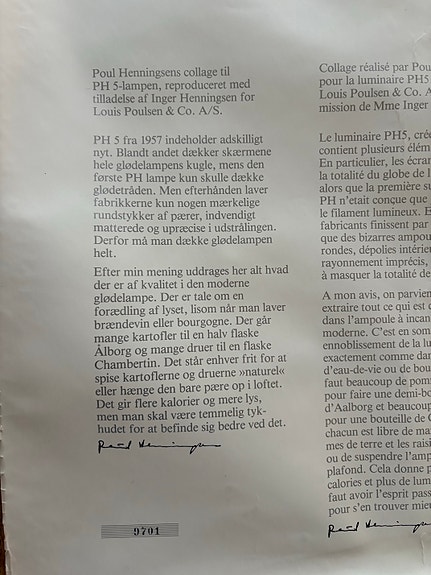 Poul Henningsens collage til
PH 5-lampen, reproduceret med
tilladelse af Inger Henningsen for
Louis Poulsen & Co. A/S.
PH 5 fra 1957 indeholder adskilligt
nyt. Blandt andet dækker skærmene
hele glødelampens kugle, mens den
første PH lampe kun skulle dække
glødetråden. Men efterhånden laver
fabrikkerne kun nogen mærkelige
rundstykker af pærer, indvendigt
matterede og upræcise i udstrålingen.
Derfor må man dække glødelampen
helt.
Efter min mening uddrages her alt hvad
der er af kvalitet i den moderne
glødelampe. Der er tale om en
forædling af lyset, lisom når man laver
brændevin eller bourgogne. Der går
mange kartofler til en halv flaske
Ålborg og mange druer til en flaske
Chambertin. Det står enhver frit for at
spise kartoflerne og druerne »naturel«
eller hænge den bare pære op i loftet.
Det gir flere kalorier og mere lys,
men man skal være temmelig tyk-
hudet for at befinde sig bedre ved det.
Poul Henningsen
9701
Collage réalisé par Pou
pour la luminaire PH5
Louis Poulsen & Co. A
mission de Mme Inger
Le luminaire PH5, créé
contient plusieurs élém
En particulier, les écran
la totalité du globe de l
alors que la première su
PH n'etait conçue que
le filament lumineux. E
fabricants finissent par
que des bizarres ampou
rondes, dépolies intérie
rayonnement imprécis,
à masquer la totalité de
A mon avis, on parvien
extraire tout ce qui est d
dans l'ampoule à incan
moderne. C'est en som
ennoblissement de la lu
exactement comme dan
d'eau-de-vie ou de bou
faut beaucoup de pomm
pour faire une demi-bo
d'Aalborg et beaucoup
pour une bouteille de C
chacun est libre de ma
mes de terre et les raisi
ou de suspendre l'amp
plafond. Cela donne p
calories et plus de lum
faut avoir l'esprit pass
pour s'en trouver mieu
Poul Henningsen